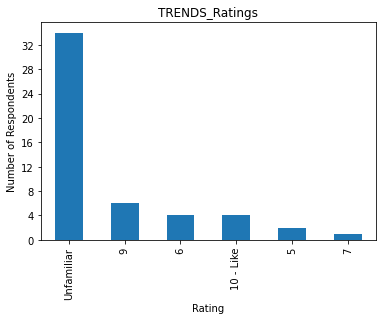 TRENDS_Ratings
Number of Respondents
32
28
24
20
16
12
8
4
0
Unfamiliar
9
6
10 - Like
5
7
Rating